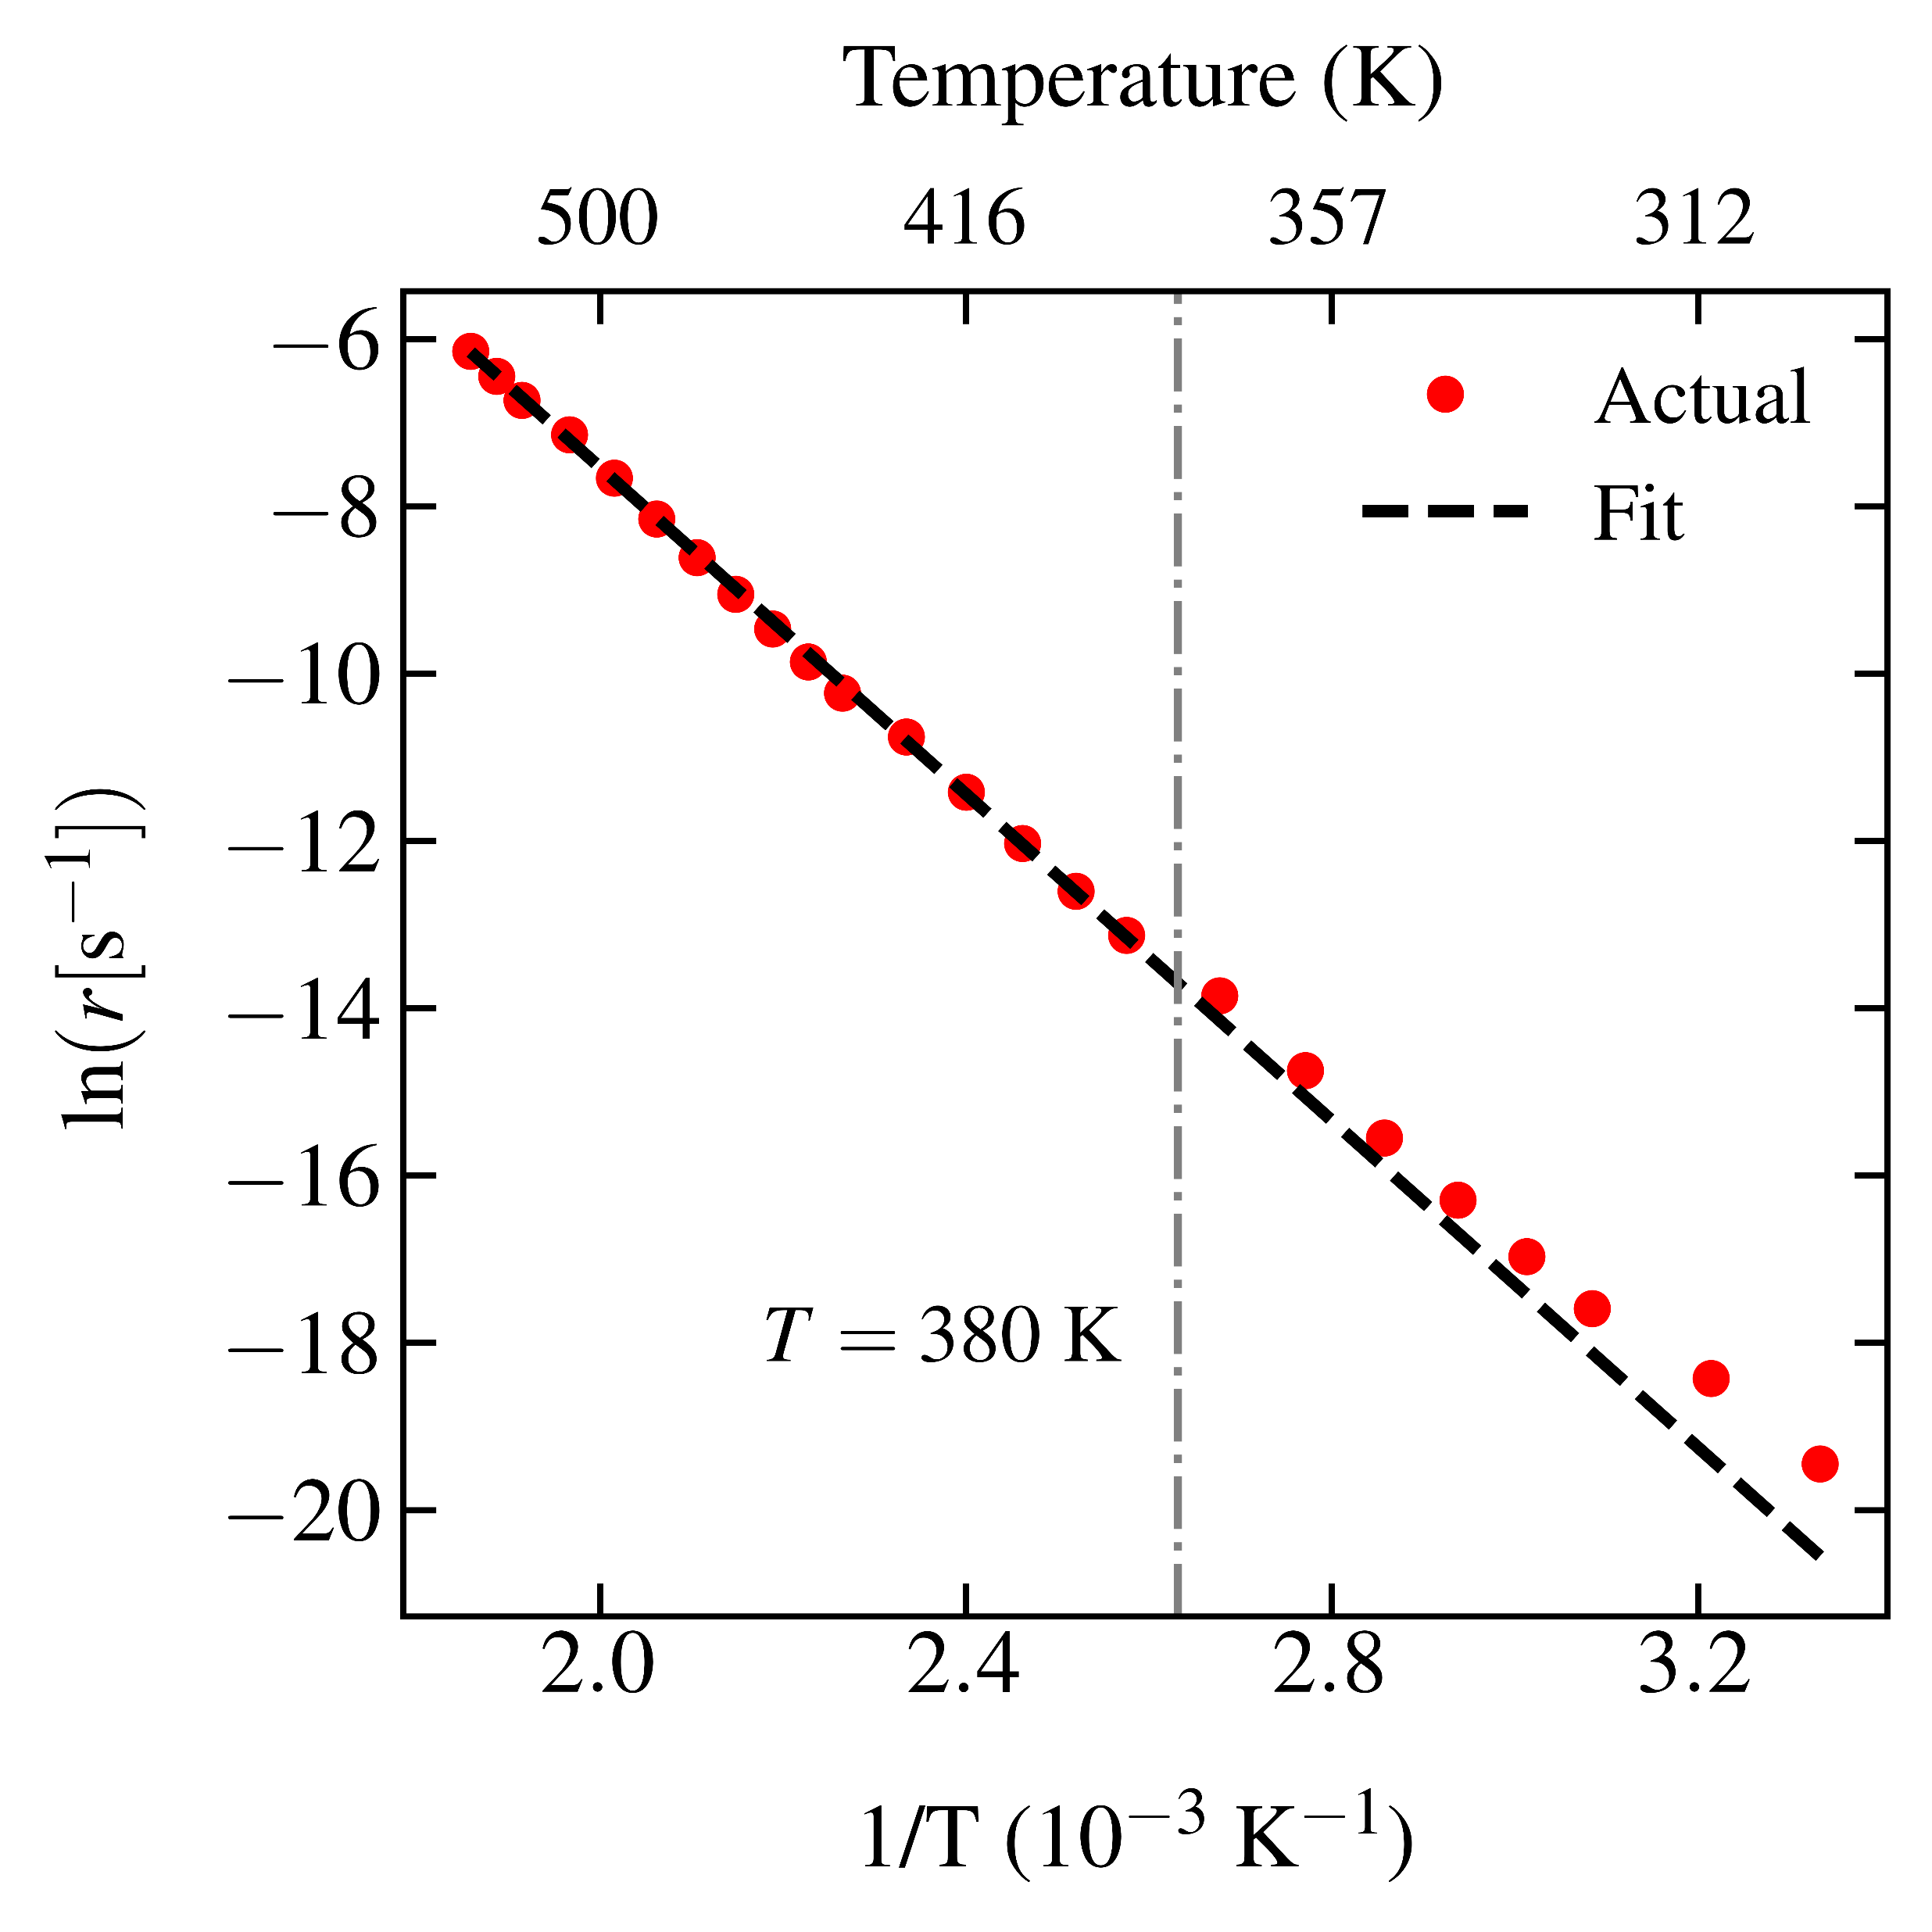 Temperature (K)
500 416 357 312
−6
−8
−10
−12
−14
−16
−18
−20
ln(r[s⁻¹])
Actual
Fit
T = 380 K
2.0 2.4 2.8 3.2
1/T (10⁻³ K⁻¹)